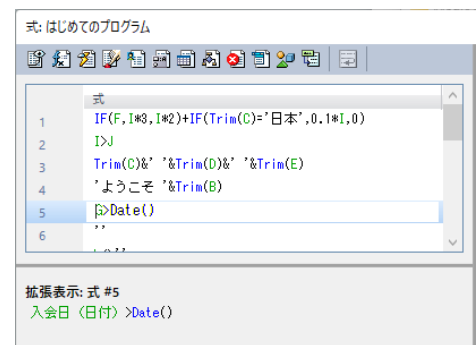 式: はじめてのプログラム
式
1 IF(F,I*3,I*2)+IF(Trim(C)='日本',0.1*I,0)
2 I>J
3 Trim(C)&' '&Trim(D)&' '&Trim(E)
4 'ようこそ '&Trim(B)
5 G>Date()
6 ''
拡張表示: 式 #5
入会日（日付）>Date()